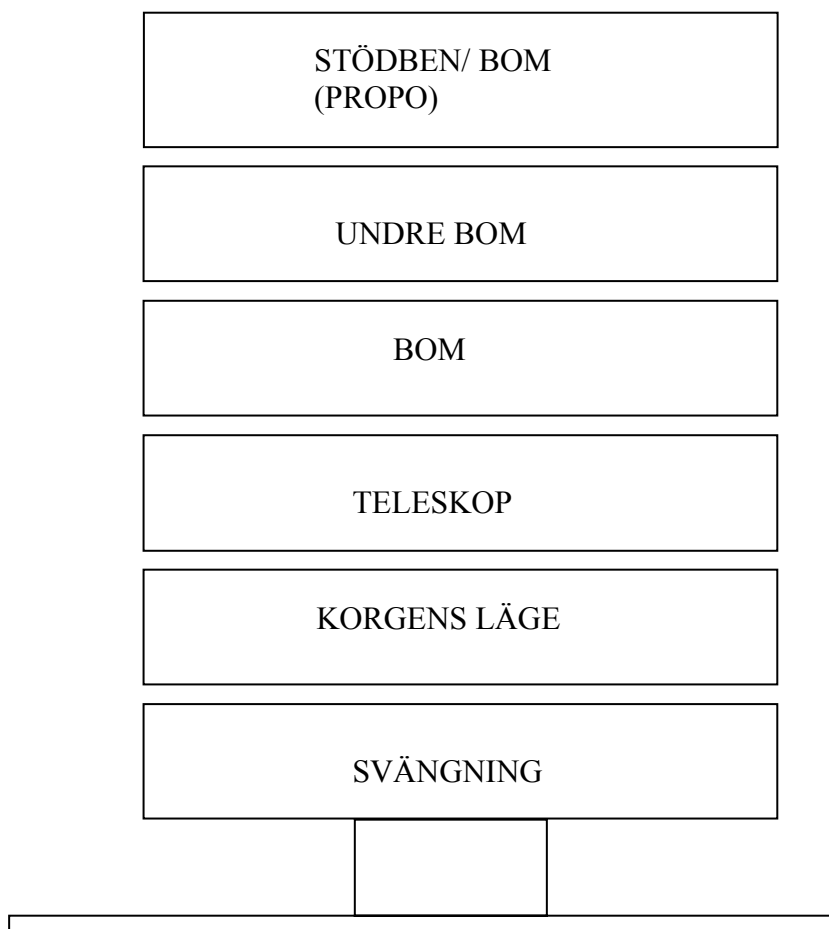 STÖDBEN/ BOM
(PROPO)
UNDRE BOM
BOM
TELESKOP
KORGENS LÄGE
SVÄNGNING